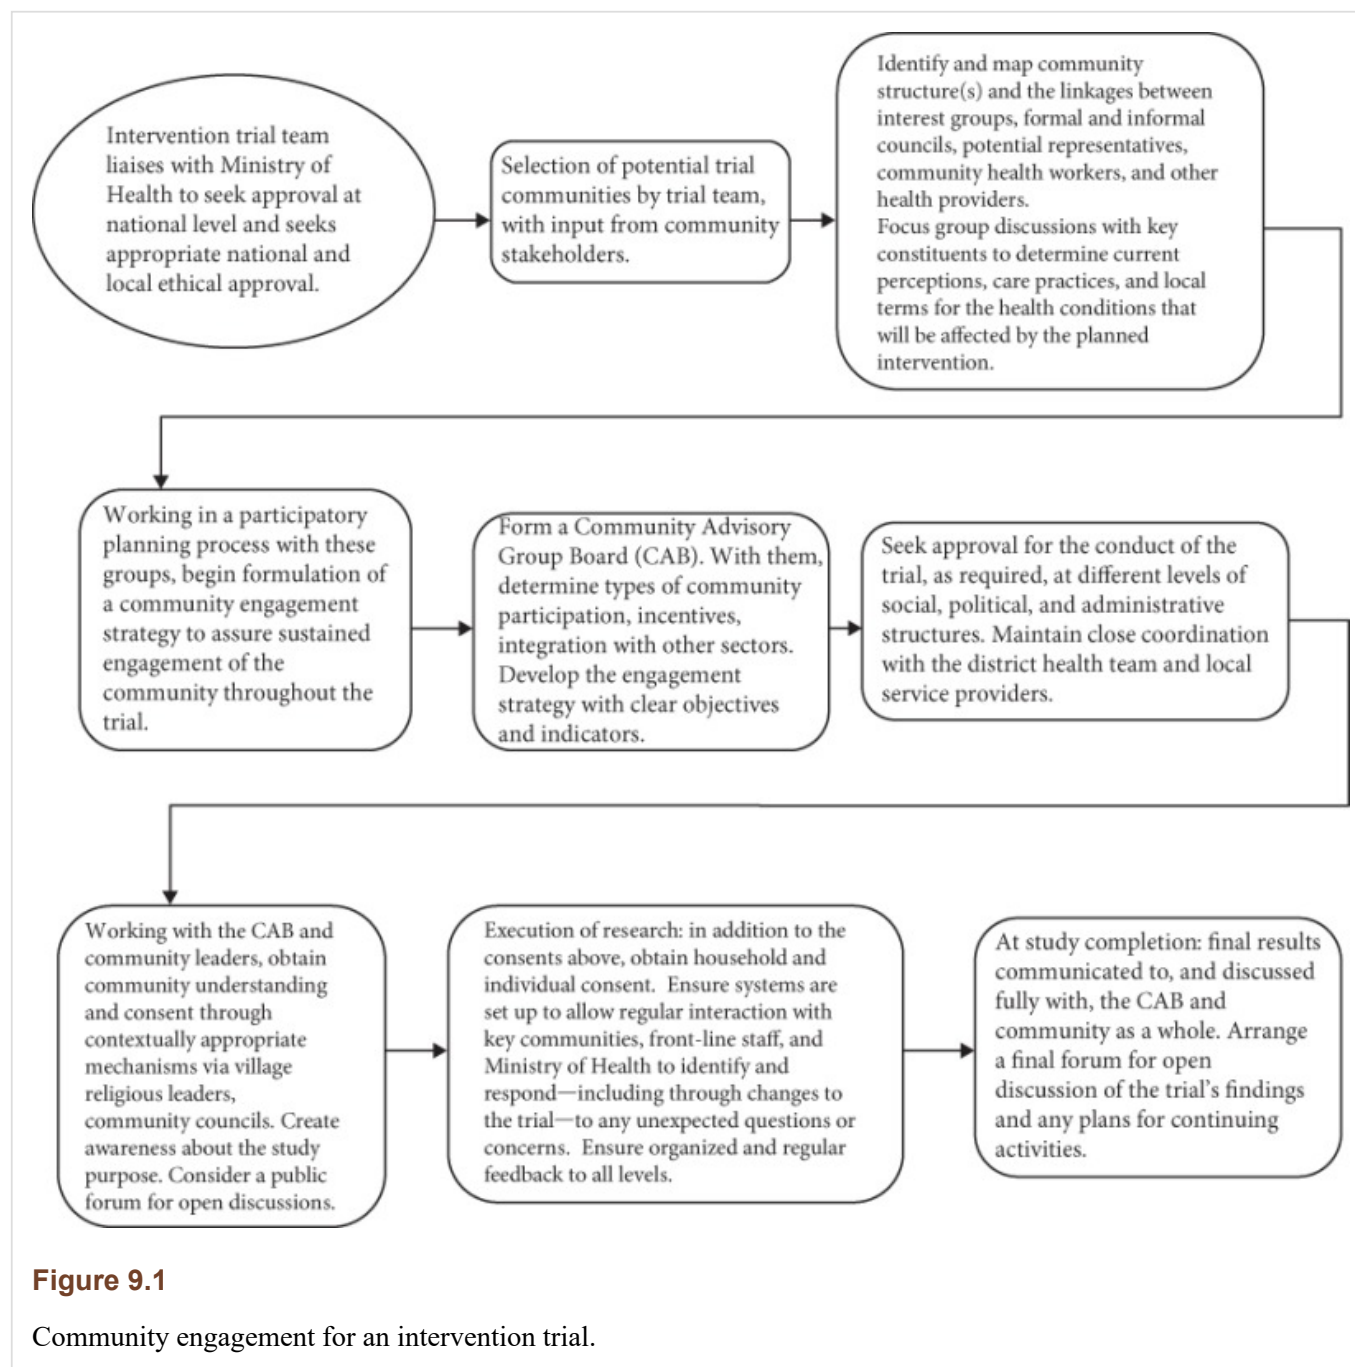 Intervention trial team
liaises with Ministry of
Health to seek approval at
national level and seeks
appropriate national and
local ethical approval.
Selection of potential trial
communities by trial team,
with input from community
stakeholders.
Identify and map community
structure(s) and the linkages between
interest groups, formal and informal
councils, potential representatives,
community health workers, and other
health providers.
Focus group discussions with key
constituents to determine current
perceptions, care practices, and local
terms for the health conditions that
will be affected by the planned
intervention.
Working in a participatory
planning process with these
groups, begin formulation of
a community engagement
strategy to assure sustained
engagement of the
community throughout the
trial.
Form a Community Advisory
Group Board (CAB). With them,
determine types of community
participation, incentives,
integration with other sectors.
Develop the engagement
strategy with clear objectives
and indicators.
Seek approval for the conduct of the
trial, as required, at different levels of
social, political, and administrative
structures. Maintain close coordination
with the district health team and local
service providers.
Working with the CAB and
community leaders, obtain
community understanding
and consent through
contextually appropriate
mechanisms via village
religious leaders,
community councils. Create
awareness about the study
purpose. Consider a public
forum for open discussions.
Execution of research: in addition to the
consents above, obtain household and
individual consent. Ensure systems are
set up to allow regular interaction with
key communities, front-line staff, and
Ministry of Health to identify and
respond—including through changes to
the trial—to any unexpected questions or
concerns. Ensure organized and regular
feedback to all levels.
At study completion: final results
communicated to, and discussed
fully with, the CAB and
community as a whole. Arrange
a final forum for open
discussion of the trial's findings
and any plans for continuing
activities.
Figure 9.1
Community engagement for an intervention trial.